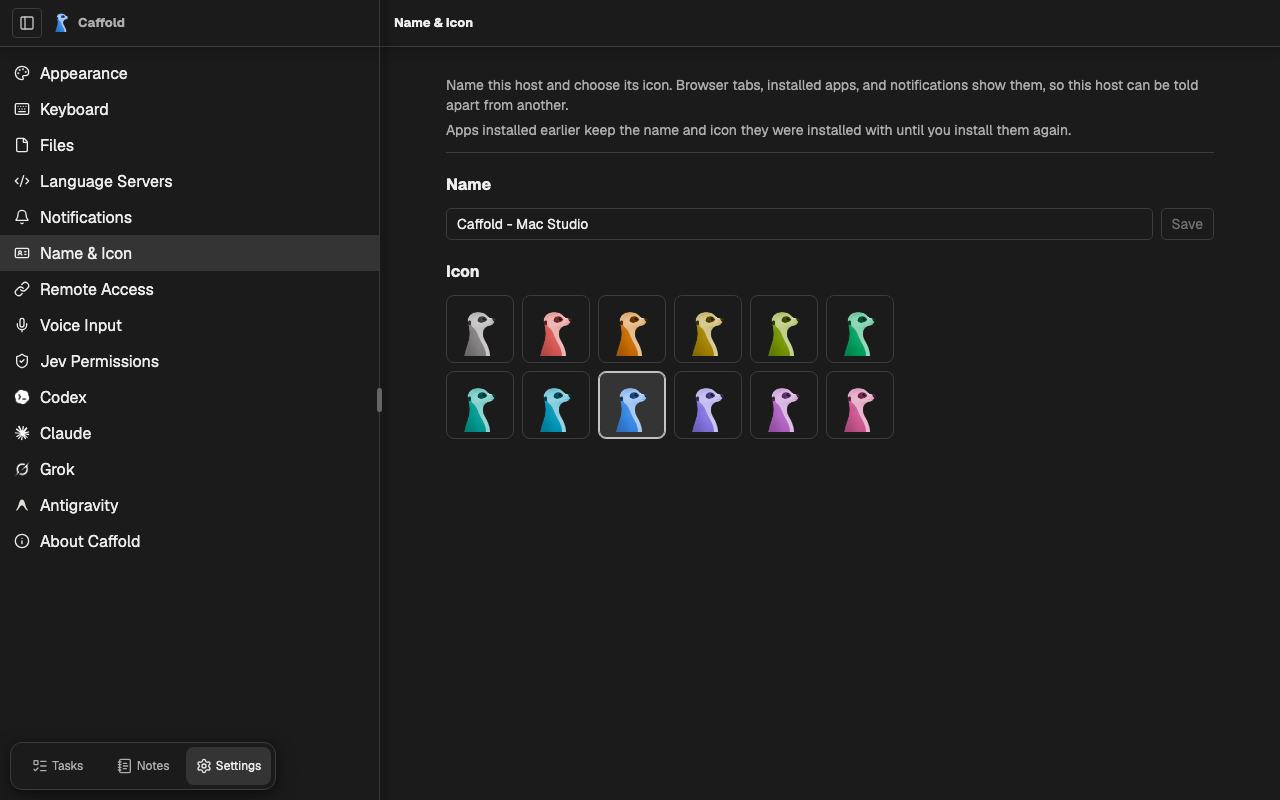 Caffold
Name & Icon
Appearance
Keyboard
Files
Language Servers
Notifications
Name & Icon
Remote Access
Voice Input
Jev Permissions
Codex
Claude
Grok
Antigravity
About Caffold
Name this host and choose its icon. Browser tabs, installed apps, and notifications show them, so this host can be told
apart from another.
Apps installed earlier keep the name and icon they were installed with until you install them again.
Name
Caffold - Mac Studio
Save
Icon
Tasks
Notes
Settings